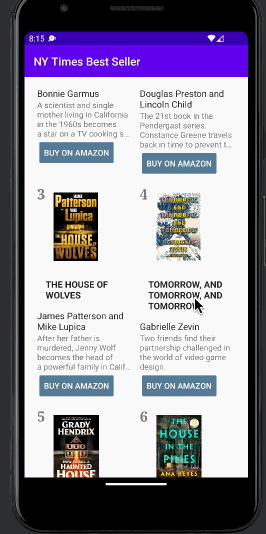 8:15
NY Times Best Seller
Bonnie Garmus
A scientist and single
mother living in California
in the 1960s becomes
a star on a TV cooking s...
BUY ON AMAZON
Douglas Preston and
Lincoln Child
The 21st book in the
Pendergast series.
Constance Greene travels
back in time to prevent t...
BUY ON AMAZON
3
Patterson
Lupica
THE
HOUSE
OF
WOLVES
THE HOUSE OF
WOLVES
James Patterson and
Mike Lupica
After her father is
murdered, Jenny Wolf
becomes the head of
a powerful family in Calif...
BUY ON AMAZON
4
TOMORROW, AND
TOMORROW, AND
TOMORROW
Gabrielle Zevin
Two friends find their
partnership challenged in
the world of video game
design.
BUY ON AMAZON
5
GRADY
HENDRIX
HOW TO SELL A
HAUNTED
HOUSE
6
THE
HOUSE
IN THE
PINES
ANA REYES